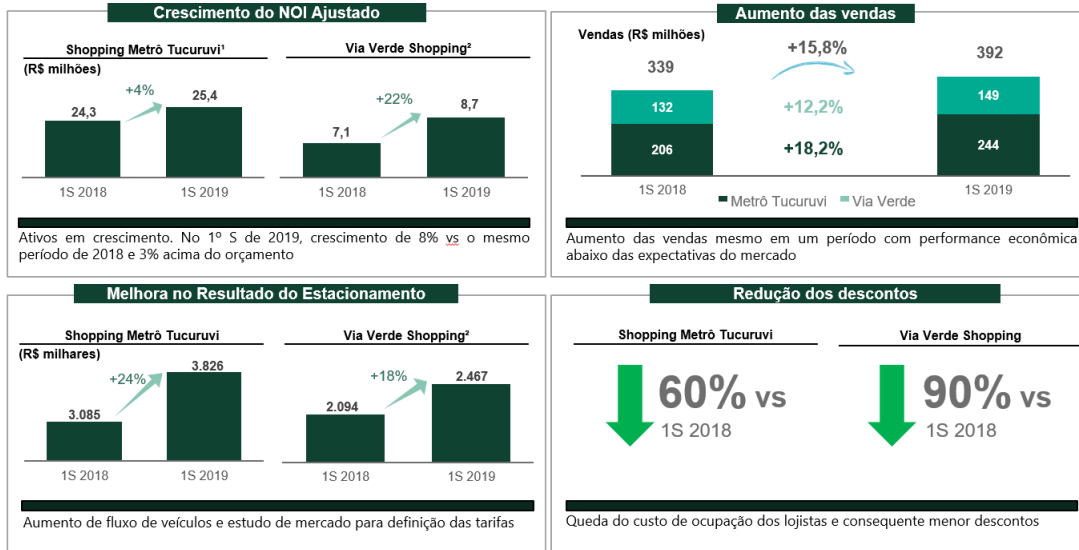 Crescimento do NOI Ajustado
Shopping Metrô Tucuruvi¹
Via Verde Shopping²
(R$ milhões)
24,3
+4%
25,4
1S 2018
1S 2019
7,1
+22%
8,7
1S 2018
1S 2019
Ativos em crescimento. No 1º S de 2019, crescimento de 8% vs o mesmo
período de 2018 e 3% acima do orçamento
Aumento das vendas
Vendas (R$ milhões)
339
+15,8%
392
132
+12,2%
149
206
+18,2%
244
1S 2018
1S 2019
Metrô Tucuruvi
Via Verde
Aumento das vendas mesmo em um período com performance econômica
abaixo das expectativas do mercado
Melhora no Resultado do Estacionamento
Shopping Metrô Tucuruvi
Via Verde Shopping²
(R$ milhares)
3.085
+24%
3.826
1S 2018
1S 2019
2.094
+18%
2.467
1S 2018
1S 2019
Aumento de fluxo de veículos e estudo de mercado para definição das tarifas
Redução dos descontos
Shopping Metrô Tucuruvi
Via Verde Shopping
60% vs
1S 2018
90% vs
1S 2018
Queda do custo de ocupação dos lojistas e consequente menor descontos